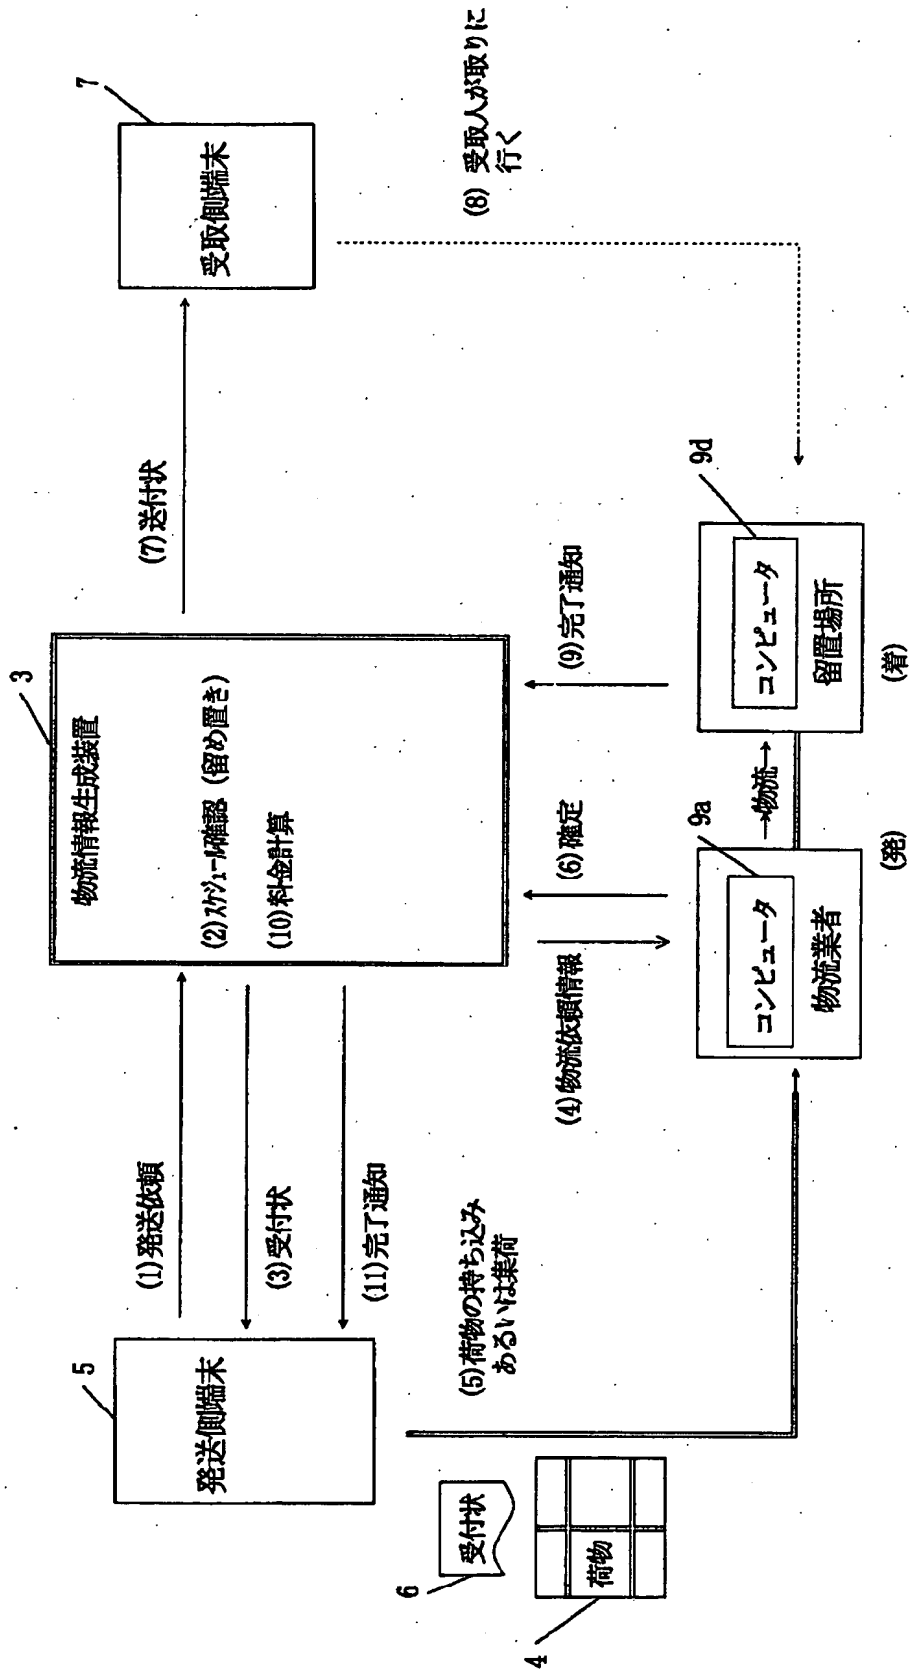 3
7
5
物流情報生成装置
(2)スケジュール確認(留め置き)
(10)料金計算
発送側端末
受取側端末
(1)発送依頼
(3)受付状
(11)完了通知
(7)送付状
(5)荷物の持ち込み
あるいは集荷
(4)物流依頼情報
(6)確定
(9)完了通知
(8) 受取人が取りに
行く
6
受付状
4
荷物
9a
コンピュータ
物流業者
(発)
物流
9d
コンピュータ
留置場所
(着)